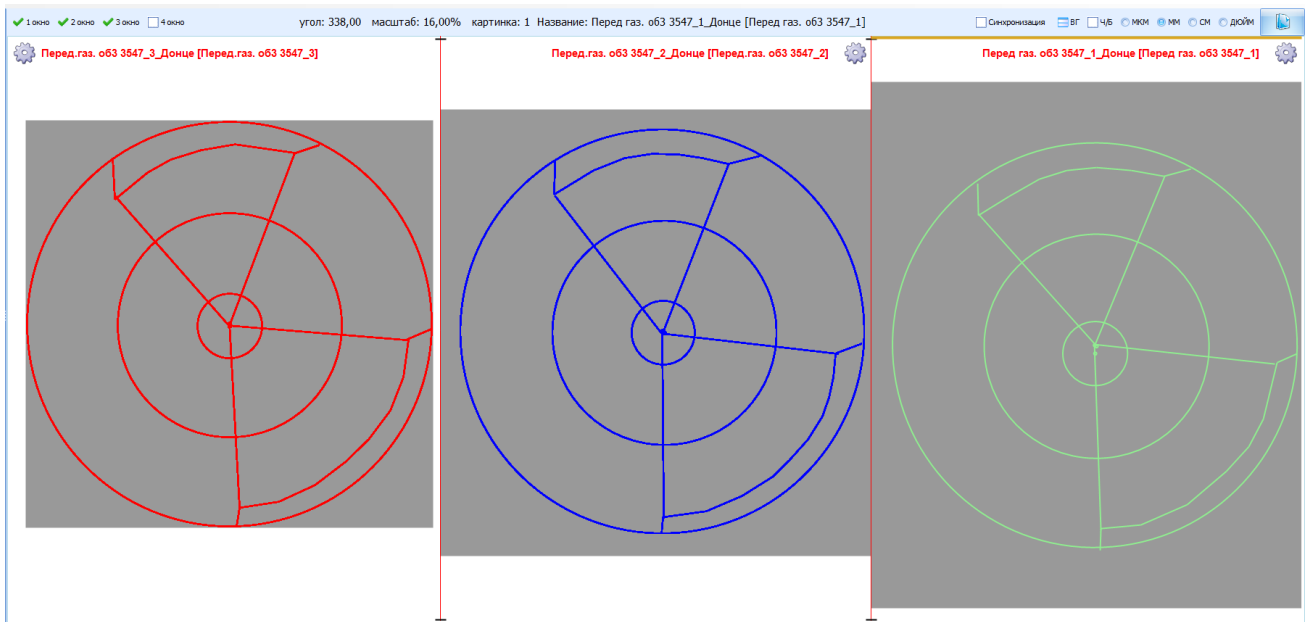 1 окно 2 окно 3 окно 4 окно угол: 338,00 масштаб: 16,00% картинка: 1 Название: Перед газ. об3 3547_1_Донце [Перед газ. об3 3547_1] Синхронизация ВГ Ч/Б МКМ ММ СМ ДЮЙМ
Перед.газ. об3 3547_3_Донце [Перед.газ. об3 3547_3]
Перед.газ. об3 3547_2_Донце [Перед.газ. об3 3547_2]
Перед газ. об3 3547_1_Донце [Перед газ. об3 3547_1]